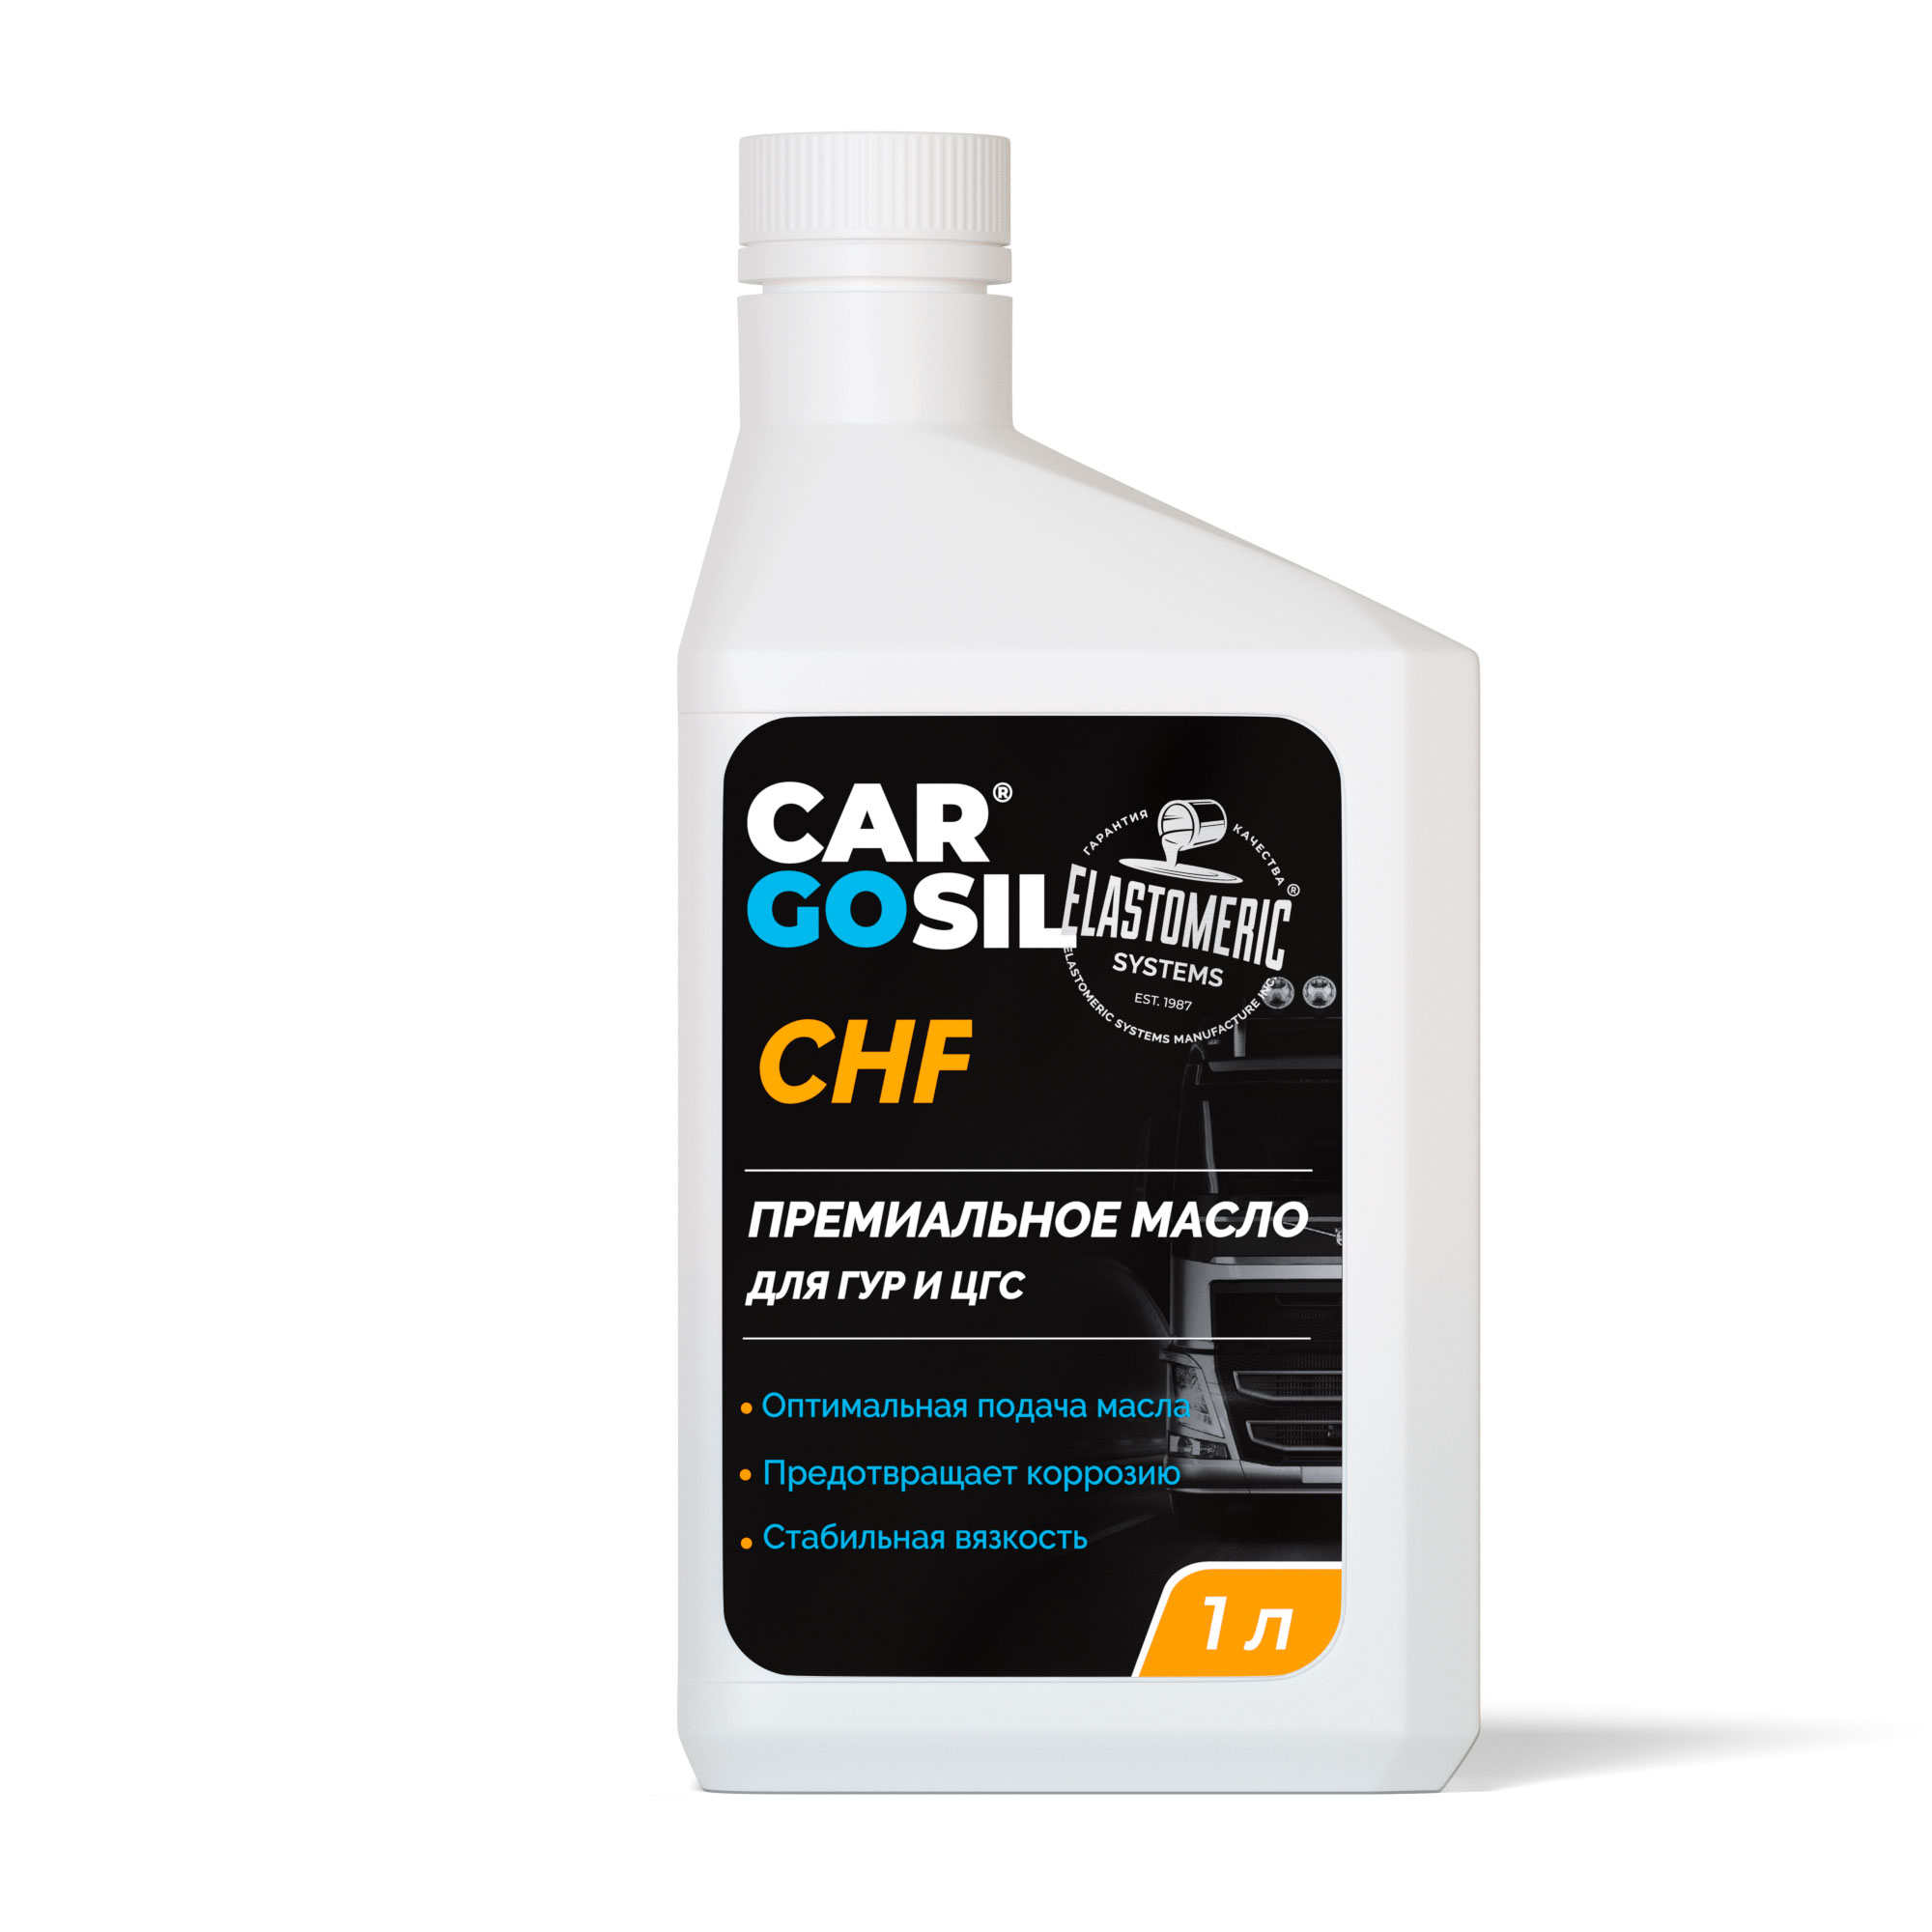 CAR®
GOSIL
ГАРАНТИЯ КАЧЕСТВА
ELASTOMERIC®
SYSTEMS
EST. 1987
ELASTOMERIC SYSTEMS MANUFACTURE INC.
CHF
ПРЕМИАЛЬНОЕ МАСЛО
ДЛЯ ГУР И ЦГС
• Оптимальная подача масла
• Предотвращает коррозию
• Стабильная вязкость
1 л